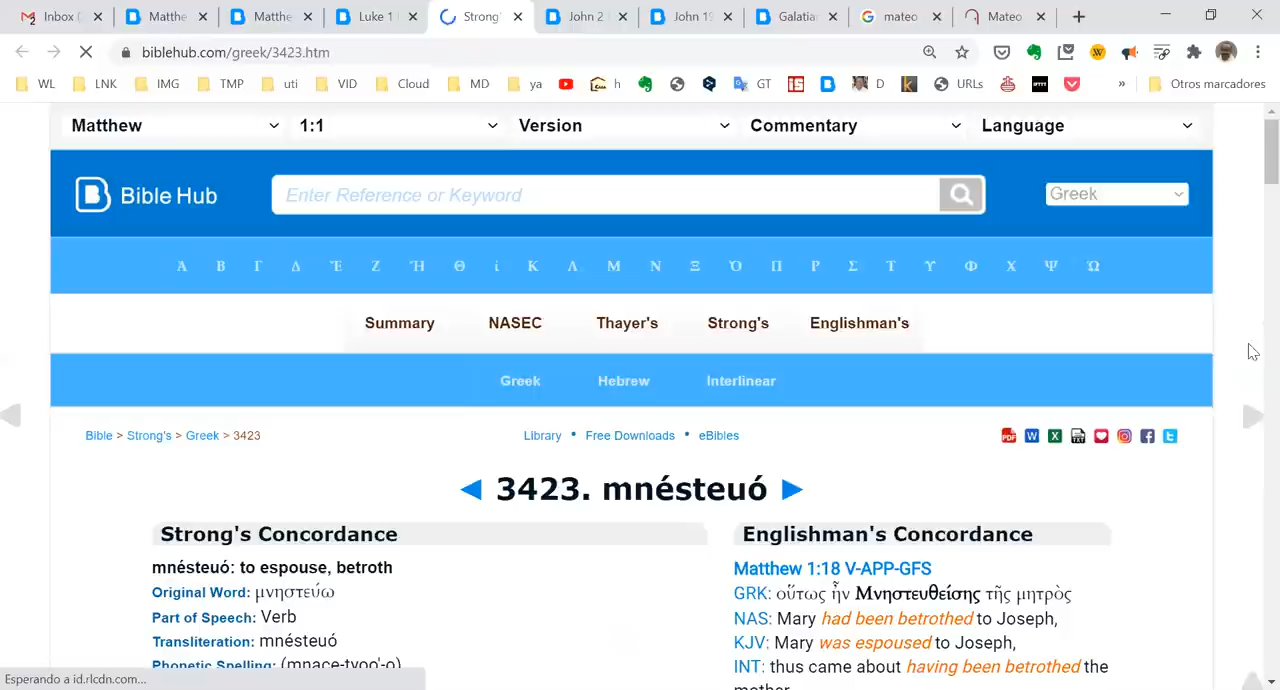 Inbox ( Matthe Matthe Luke 1 Strong' John 2 John 19 Galatia mateo Mateo
biblehub.com/greek/3423.htm
WL LNK IMG TMP uti VID Cloud MD ya h GT D URLs » Otros marcadores
Matthew 1:1 Version Commentary Language
Bible Hub Enter Reference or Keyword Greek
Ἀ Β Γ Δ Ἐ Ζ Ἡ Θ ἰ Κ Λ Μ Ν Ξ Ὀ Π Ρ Σ Τ Υ Φ Χ Ψ Ὠ
Summary NASEC Thayer's Strong's Englishman's
Greek Hebrew Interlinear
Bible > Strong's > Greek > 3423 Library • Free Downloads • eBibles
◄ 3423. mnésteuó ►
Strong's Concordance
mnésteuó: to espouse, betroth
Original Word: μνηστεύω
Part of Speech: Verb
Transliteration: mnésteuó
Phonetic Spelling: (mnace-tyoo'-o)
Englishman's Concordance
Matthew 1:18 V-APP-GFS
GRK: οὕτως ἦν Μνηστευθείσης τῆς μητρὸς
NAS: Mary had been betrothed to Joseph,
KJV: Mary was espoused to Joseph,
INT: thus came about having been betrothed the
mother
Esperando a id.rlcdn.com...